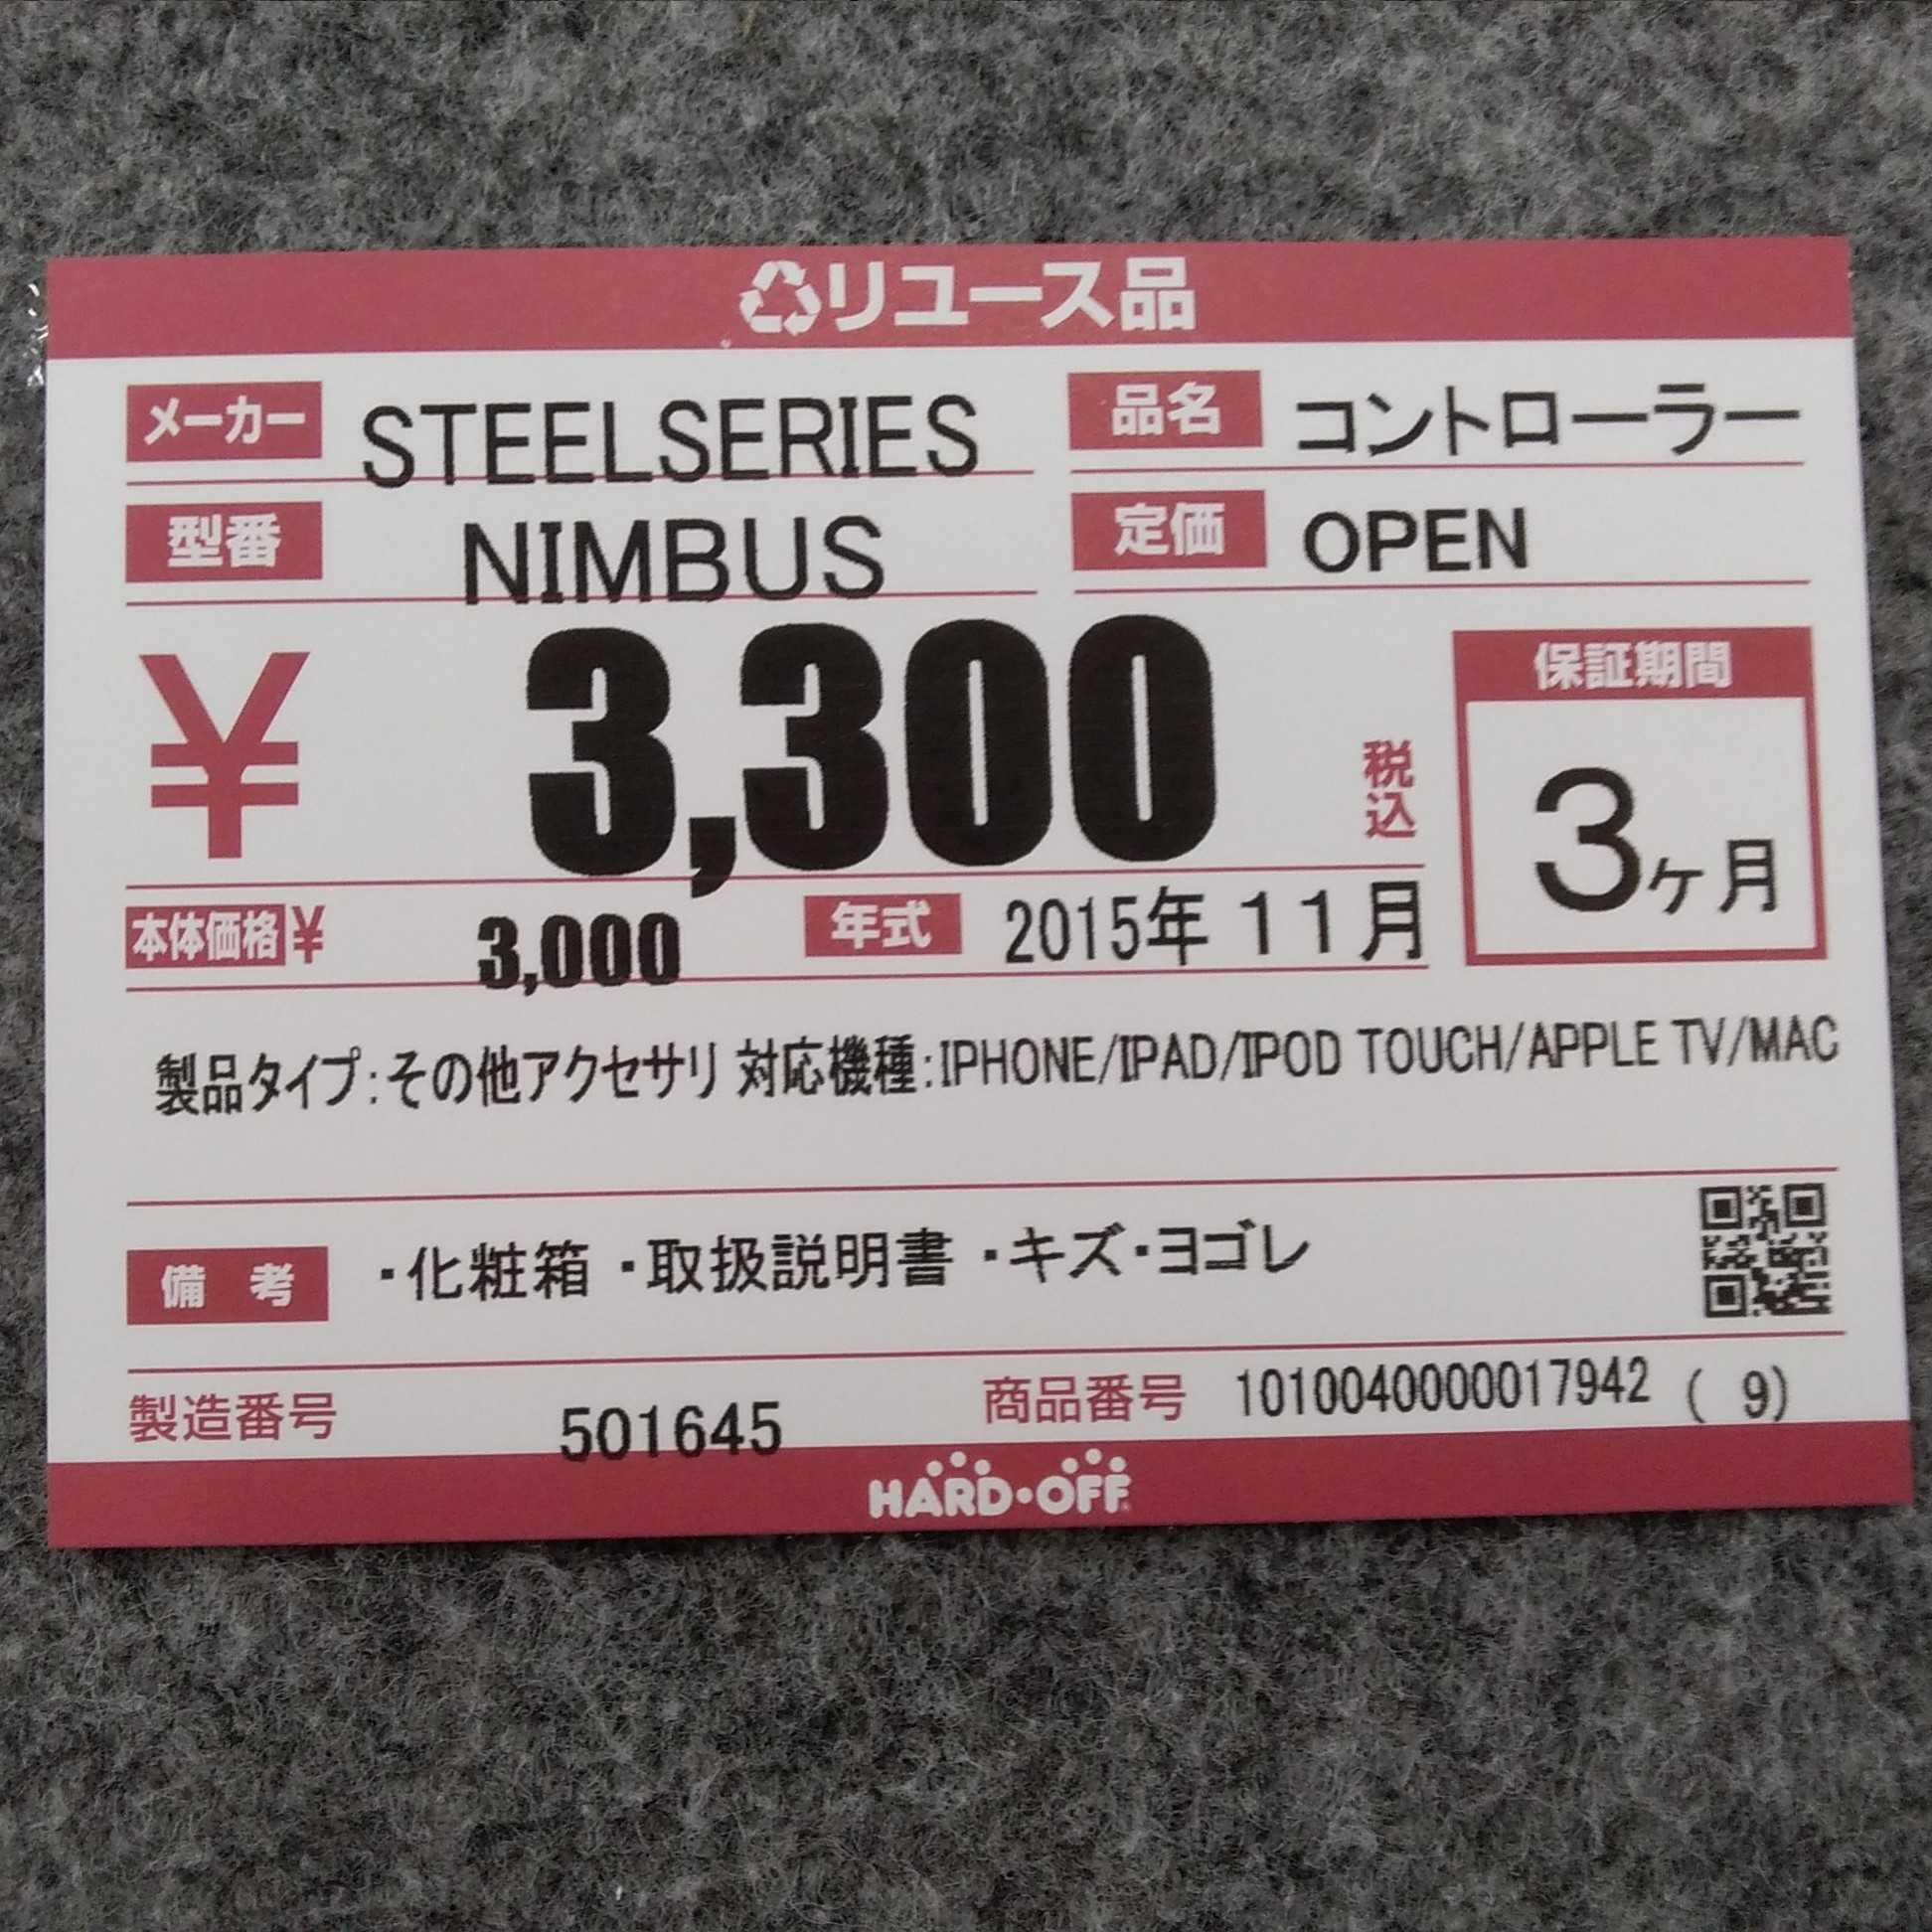 リユース品
メーカー STEELSERIES 品名 コントローラー
型番 NIMBUS 定価 OPEN
¥ 3,300 税込 保証期間 3ヶ月
本体価格 ¥ 3,000 年式 2015年 11月
製品タイプ:その他アクセサリ 対応機種:IPHONE/IPAD/IPOD TOUCH/APPLE TV/MAC
備考 ・化粧箱 ・取扱説明書 ・キズ・ヨゴレ
製造番号 501645 商品番号 1010040000017942 ( 9)
HARD・OFF